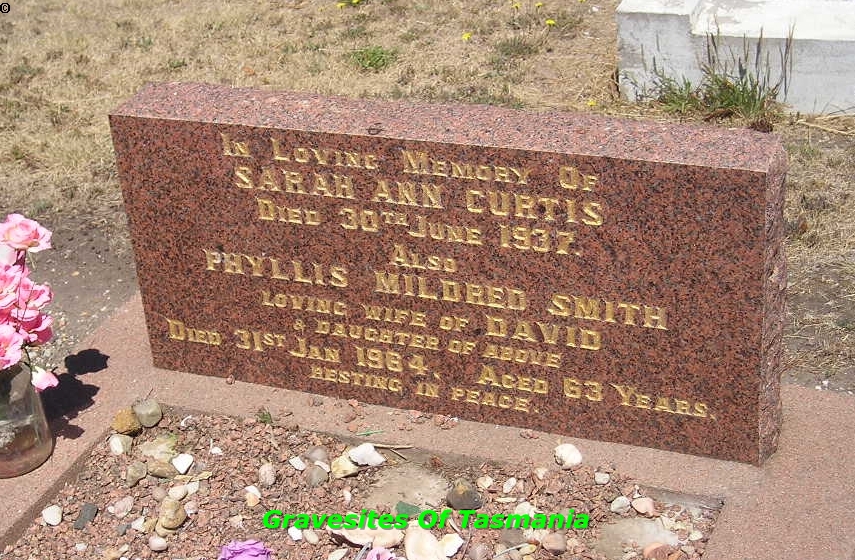 ©
In Loving Memory Of
SARAH ANN CURTIS
Died 30TH June 1937.
Also
PHYLLIS MILDRED SMITH
LOVING WIFE OF DAVID
& DAUGHTER OF ABOVE
Died 31ST Jan 1984, Aged 63 Years.
RESTING IN PEACE.
Gravesites Of Tasmania